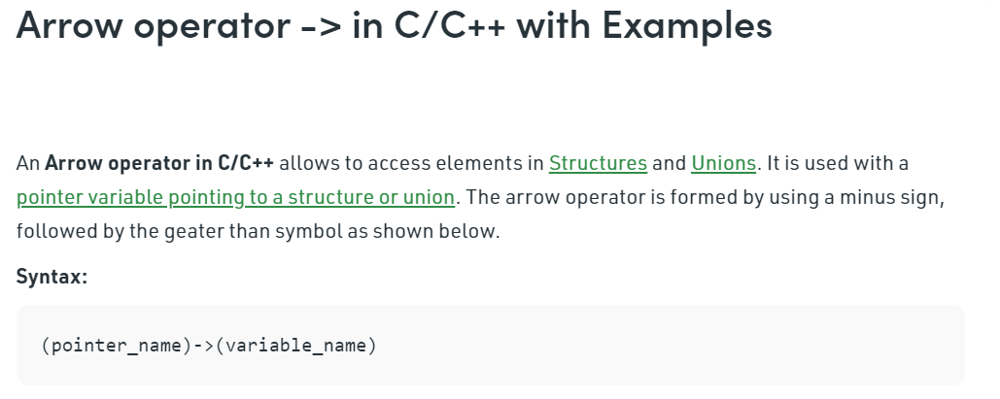 Arrow operator -> in C/C++ with Examples
An Arrow operator in C/C++ allows to access elements in Structures and Unions. It is used with a
pointer variable pointing to a structure or union. The arrow operator is formed by using a minus sign,
followed by the geater than symbol as shown below.
Syntax:
(pointer_name)->(variable_name)